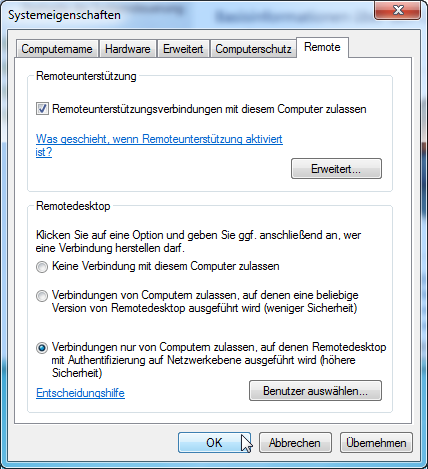 Systemeigenschaften
Computername Hardware Erweitert Computerschutz Remote
Remoteunterstützung
Remoteunterstützungsverbindungen mit diesem Computer zulassen
Was geschieht, wenn Remoteunterstützung aktiviert
ist?
Erweitert...
Remotedesktop
Klicken Sie auf eine Option und geben Sie ggf. anschließend an, wer
eine Verbindung herstellen darf.
Keine Verbindung mit diesem Computer zulassen
Verbindungen von Computern zulassen, auf denen eine beliebige
Version von Remotedesktop ausgeführt wird (weniger Sicherheit)
Verbindungen nur von Computern zulassen, auf denen Remotedesktop
mit Authentifizierung auf Netzwerkebene ausgeführt wird (höhere
Sicherheit)
Entscheidungshilfe
Benutzer auswählen...
OK Abbrechen Übernehmen